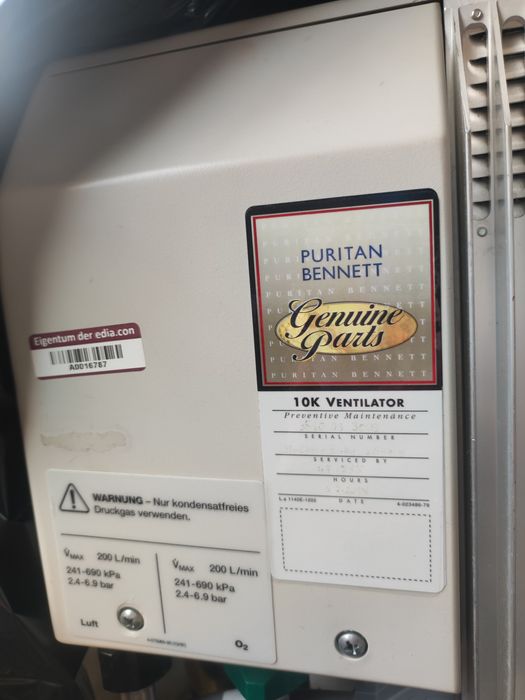 PURITAN
BENNETT
Genuine
Parts
PURITAN BENNETT
Eigentum der edia.con
A0016767
10K VENTILATOR
Preventive Maintenance
SERIAL NUMBER
SERVICED BY
HOURS
DATE
WARNUNG – Nur kondensatfreies
Druckgas verwenden.
V̇MAX 200 L/min
241-690 kPa
2.4-6.9 bar
Luft
V̇MAX 200 L/min
241-690 kPa
2.4-6.9 bar
O2